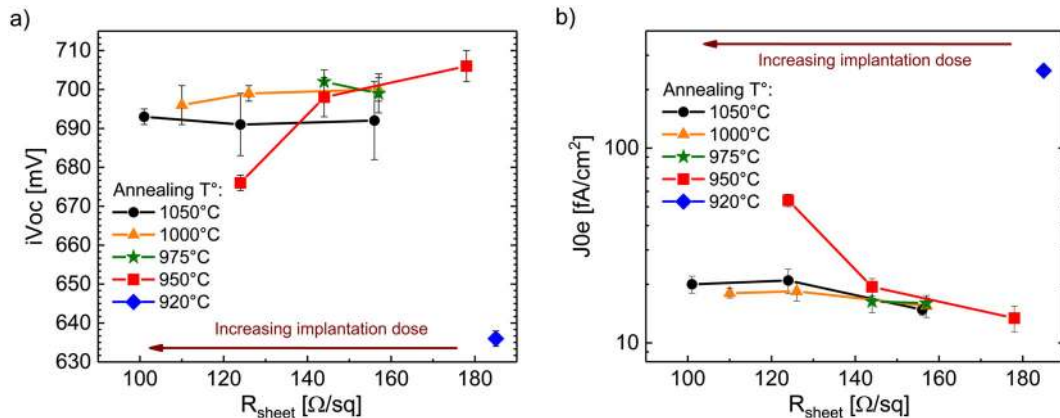 a)
iVoc [mV]
710
700
690
680
670
660
650
640
630
Annealing T°:
1050°C
1000°C
975°C
950°C
920°C
Increasing implantation dose
100 120 140 160 180
Rsheet [Ω/sq]
b)
J0e [fA/cm²]
100
10
Increasing implantation dose
Annealing T°:
1050°C
1000°C
975°C
950°C
920°C
100 120 140 160 180
Rsheet [Ω/sq]